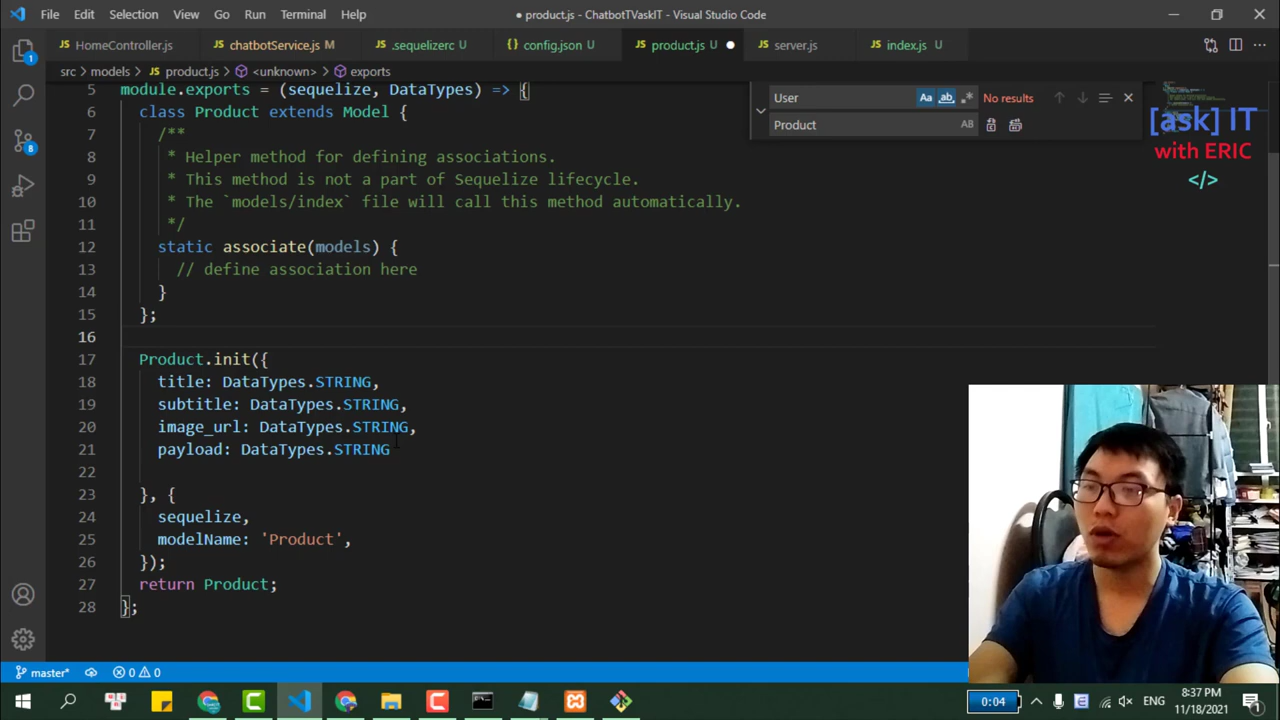 File Edit Selection View Go Run Terminal Help
● product.js - ChatbotTVaskIT - Visual Studio Code
HomeController.js chatbotService.js M .sequelizerc U config.json U product.js U server.js index.js U
src > models > product.js > <unknown> > exports
5 module.exports = (sequelize, DataTypes) => {
6 class Product extends Model {
7 /**
8 * Helper method for defining associations.
9 * This method is not a part of Sequelize lifecycle.
10 * The `models/index` file will call this method automatically.
11 */
12 static associate(models) {
13 // define association here
14 }
15 };
16
17 Product.init({
18 title: DataTypes.STRING,
19 subtitle: DataTypes.STRING,
20 image_url: DataTypes.STRING,
21 payload: DataTypes.STRING
22
23 }, {
24 sequelize,
25 modelName: 'Product',
26 });
27 return Product;
28 };
User Aa ab No results
Product AB
[ask] IT
with ERIC
</>
1
8
master* 0 0
0:04 ENG 8:37 PM
11/18/2021 1